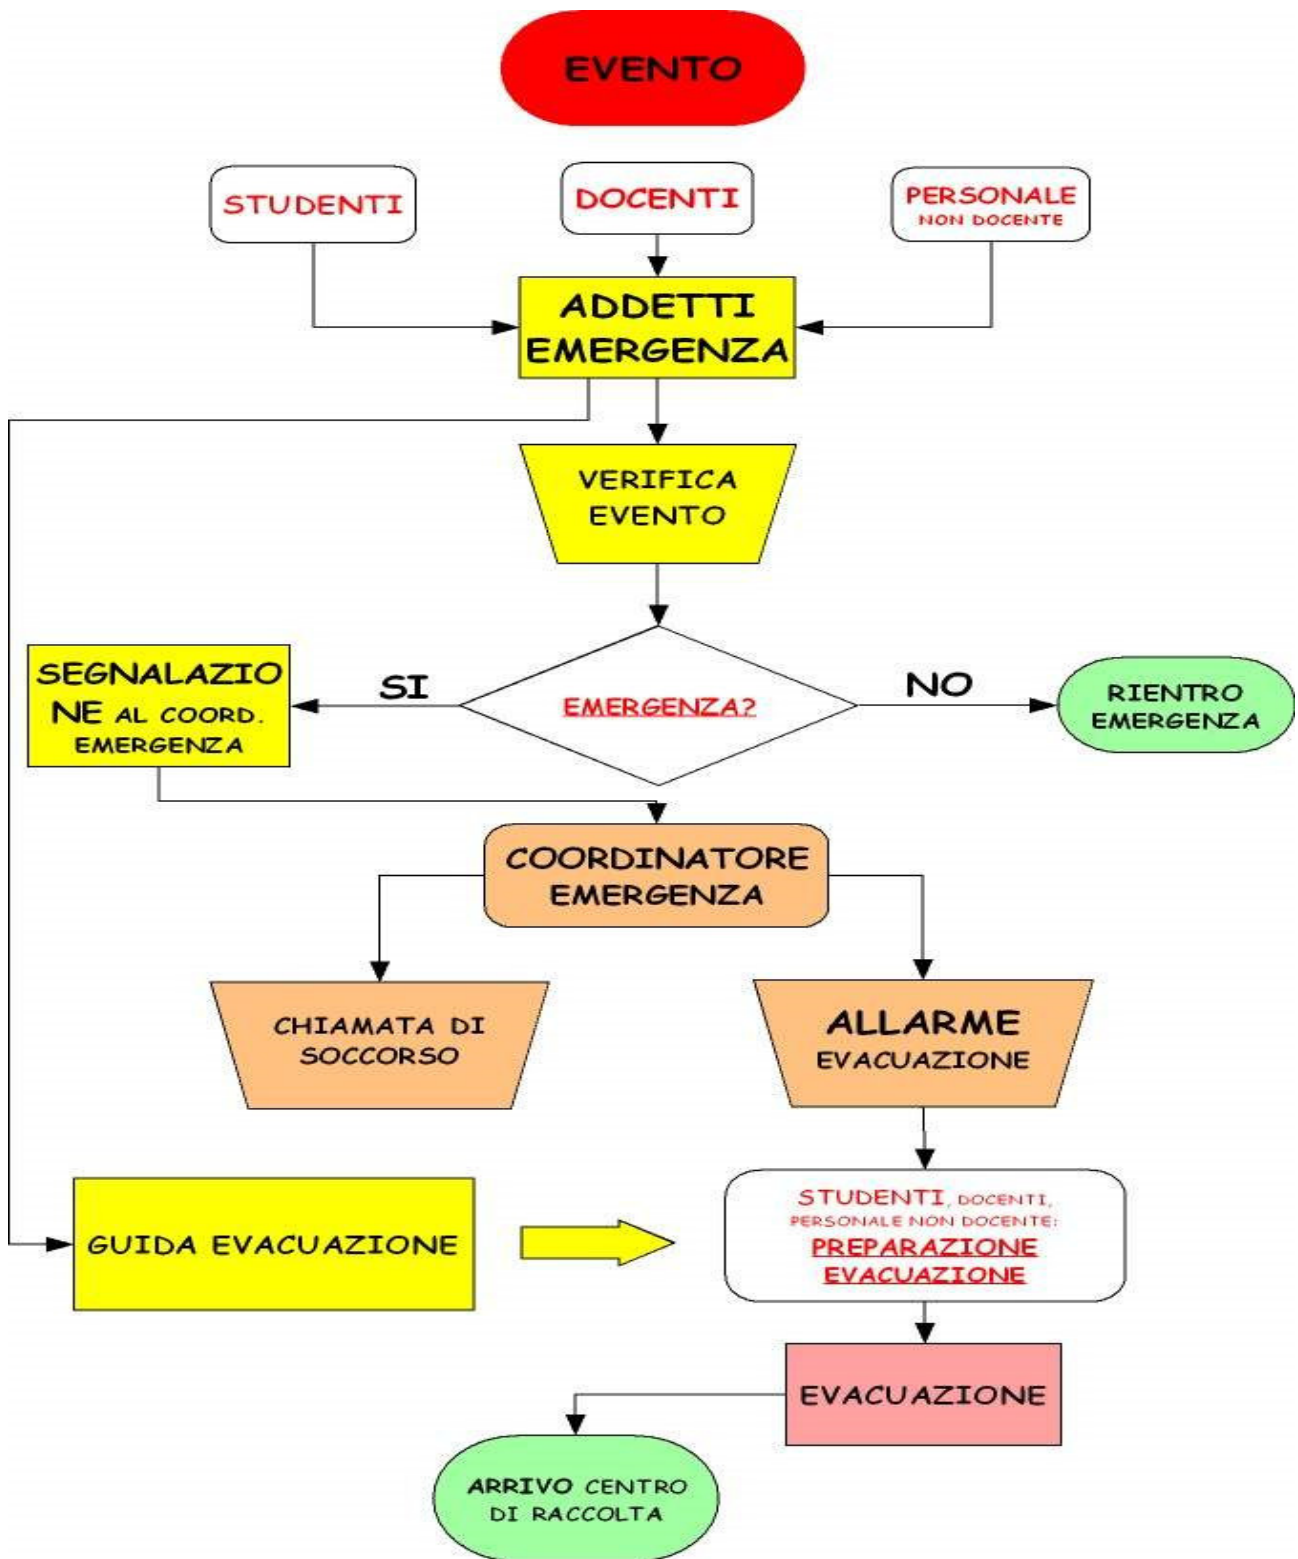 EVENTO
STUDENTI
DOCENTI
PERSONALE
NON DOCENTE
ADDETTI
EMERGENZA
VERIFICA
EVENTO
SEGNALAZIO
NE AL COORD.
EMERGENZA
SI
EMERGENZA?
NO
RIENTRO
EMERGENZA
COORDINATORE
EMERGENZA
CHIAMATA DI
SOCCORSO
ALLARME
EVACUAZIONE
GUIDA EVACUAZIONE
STUDENTI, DOCENTI,
PERSONALE NON DOCENTE:
PREPARAZIONE
EVACUAZIONE
EVACUAZIONE
ARRIVO CENTRO
DI RACCOLTA